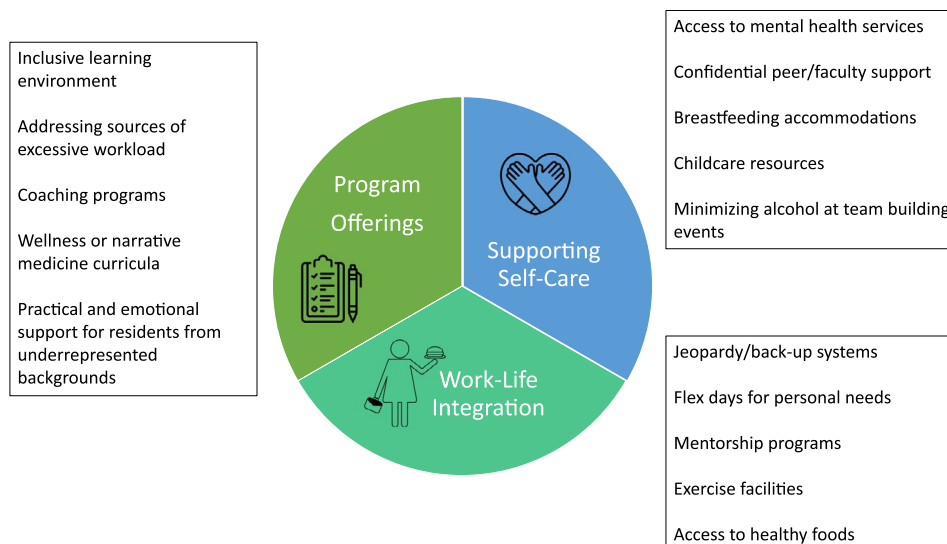 Inclusive learning
environment
Addressing sources of
excessive workload
Coaching programs
Wellness or narrative
medicine curricula
Practical and emotional
support for residents from
underrepresented
backgrounds
Program
Offerings
Supporting
Self-Care
Work-Life
Integration
Access to mental health services
Confidential peer/faculty support
Breastfeeding accommodations
Childcare resources
Minimizing alcohol at team building
events
Jeopardy/back-up systems
Flex days for personal needs
Mentorship programs
Exercise facilities
Access to healthy foods